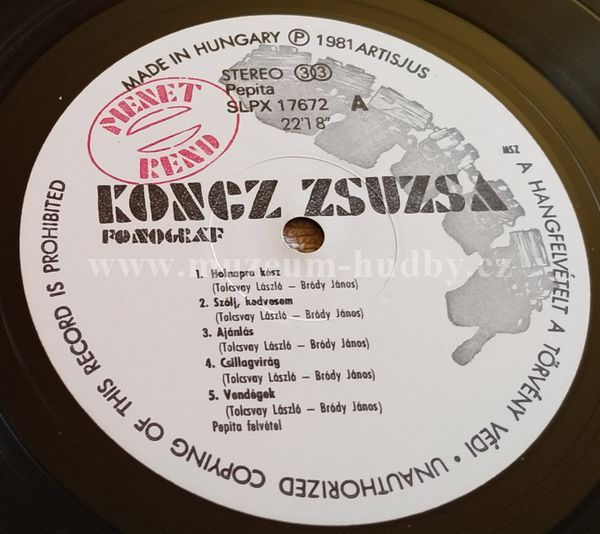 MADE IN HUNGARY Ⓟ 1981 ARTISJUS
STEREO 33
Pepita
SLPX 17672 A
22'18"
MENET
REND
MSZ
KONCZ ZSUZSA
FONOGRÁF
www.muzeum-hudby.cz
1. Holnapra kész
(Tolcsvay László – Bródy János)
2. Szólj, kedvesem
(Tolcsvay László – Bródy János)
3. Ajánlás
(Tolcsvay László – Bródy János)
4. Csillagvirág
(Tolcsvay László – Bródy János)
5. Vendégek
(Tolcsvay László – Bródy János)
Pepita felvétel
A HANGFELVÉTELT A TÖRVÉNY VÉDI • UNAUTHORIZED COPYING OF THIS RECORD IS PROHIBITED